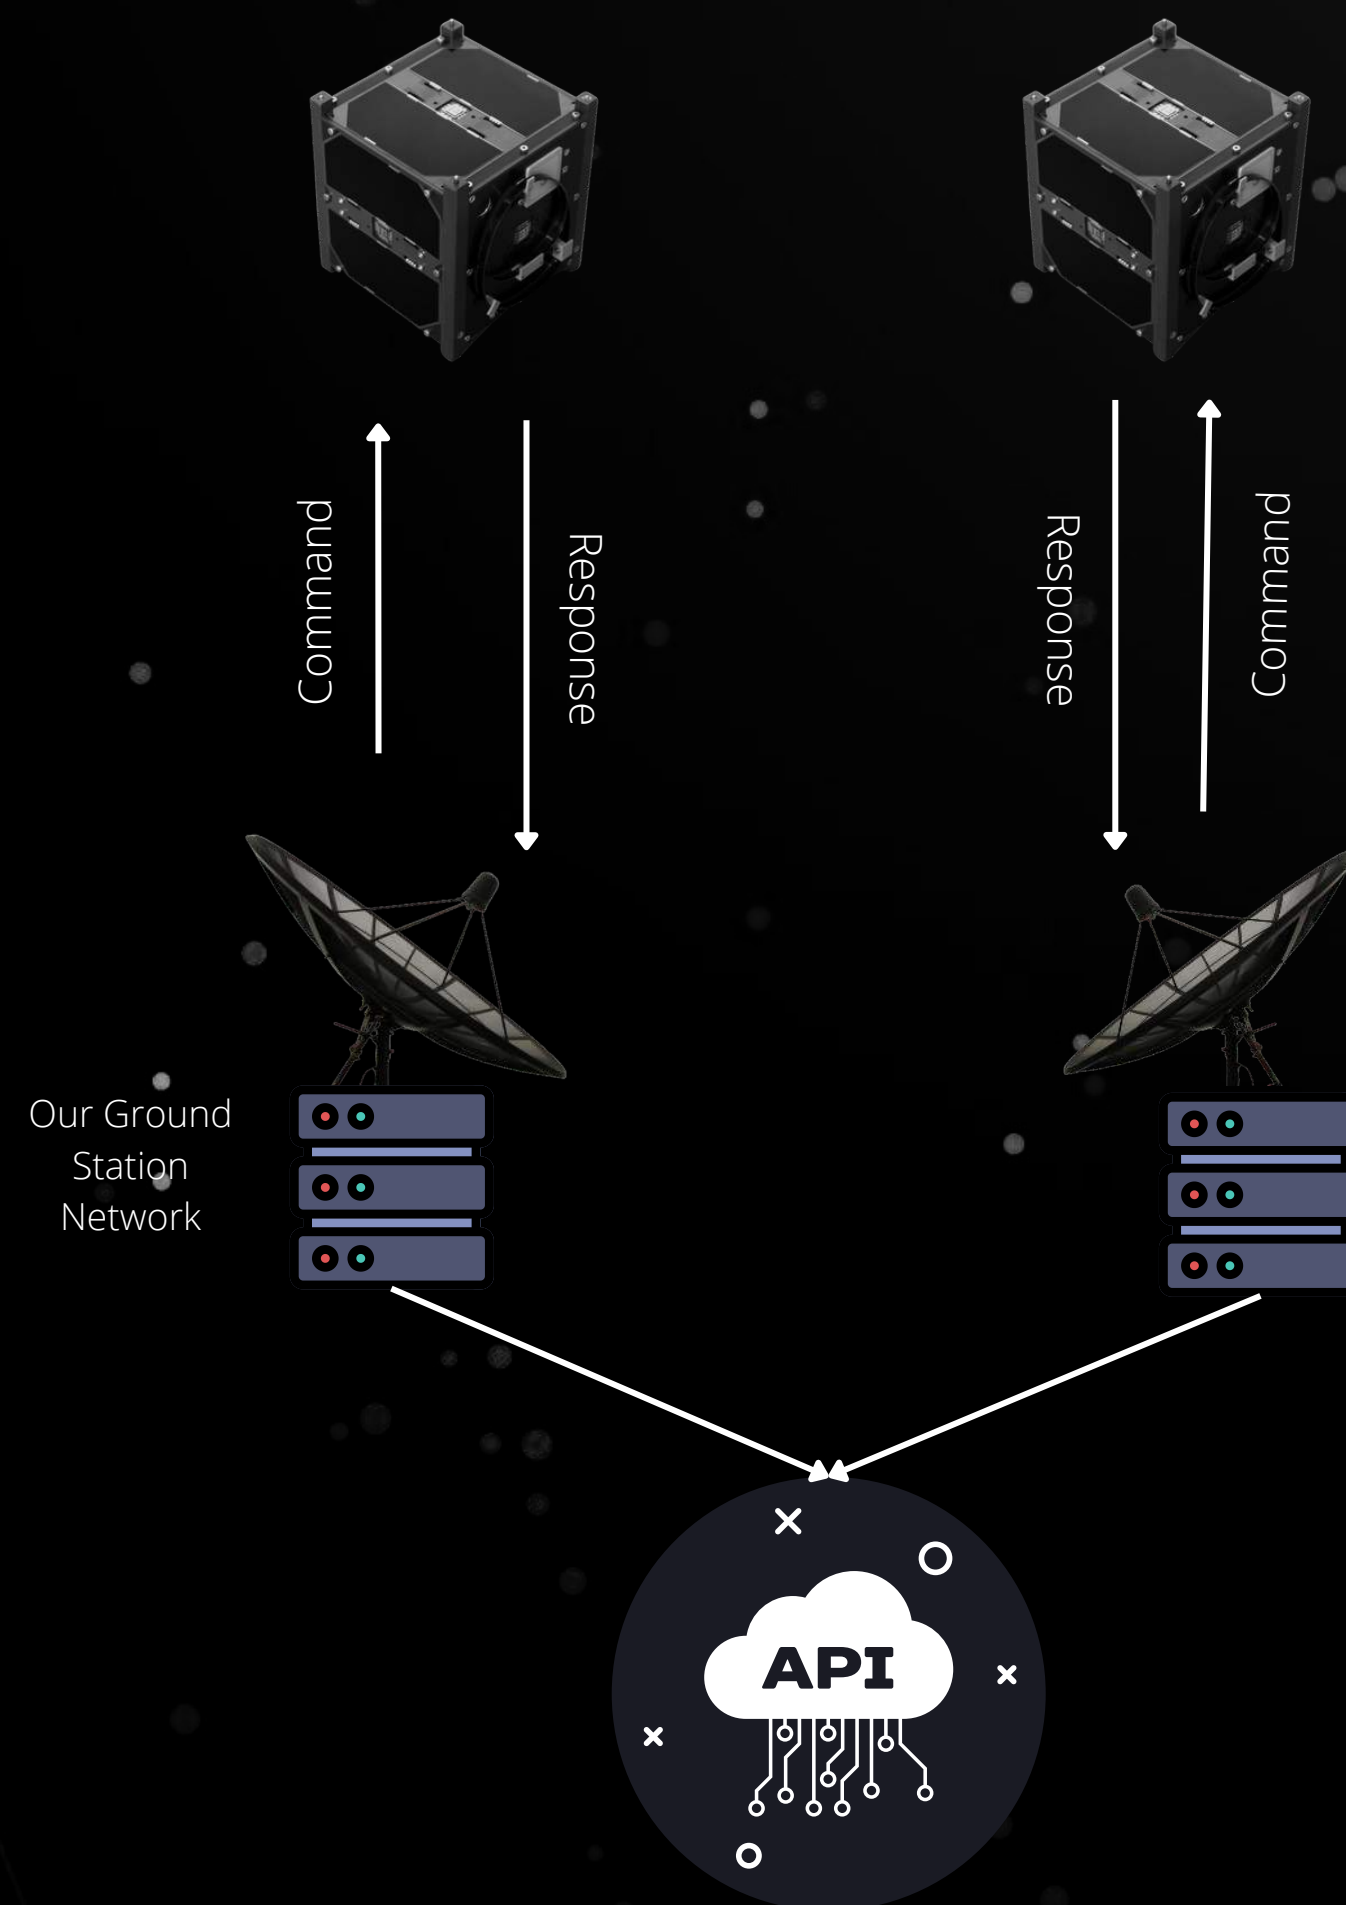 Command
Response
Response
Command
Our Ground
Station
Network
API